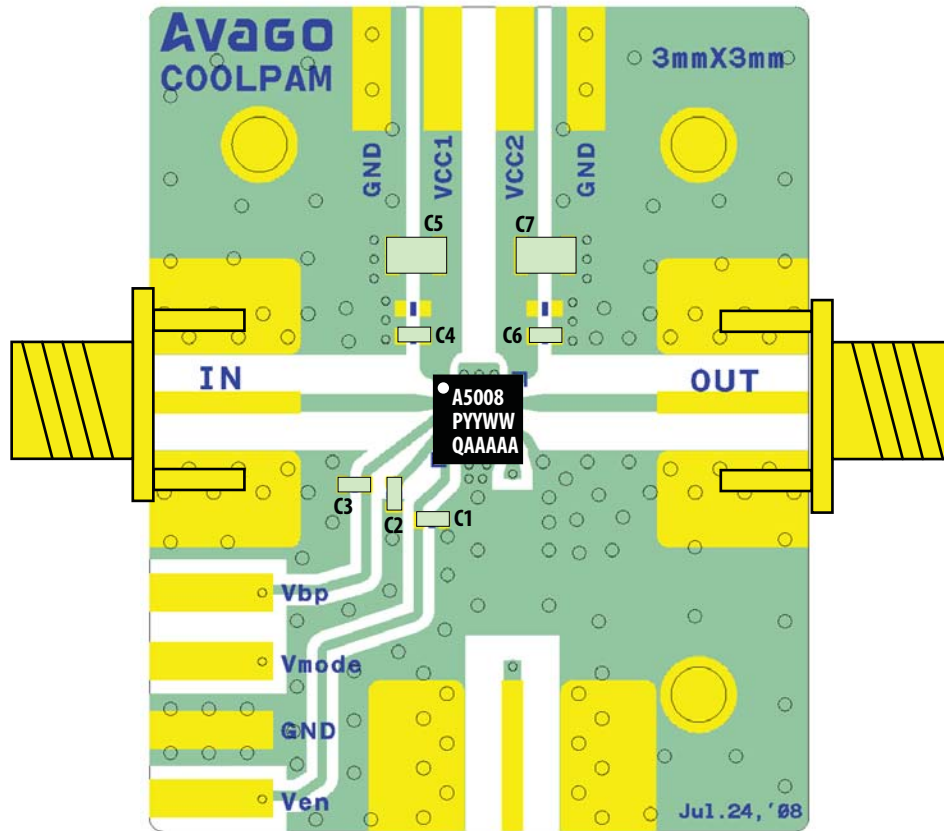 Avago
COOLPAM
3mmX3mm
GND
VCC1
VCC2
GND
C5
C7
C4
C6
IN
OUT
A5008
PYYWW
QAAAAA
C3
C2
C1
Vbp
Vmode
GND
Ven
Jul.24,'08